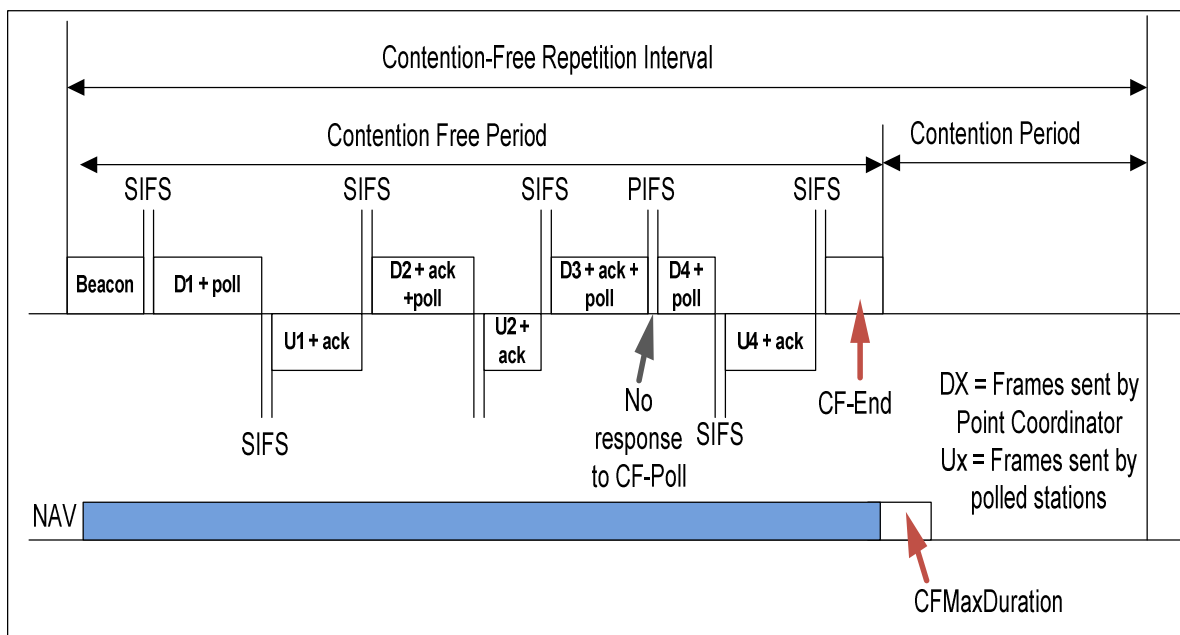 Contention-Free Repetition Interval
Contention Free Period
Contention Period
SIFS
SIFS
SIFS
PIFS
SIFS
Beacon
D1 + poll
D2 + ack
+poll
D3 + ack +
poll
D4 +
poll
U1 + ack
U2 +
ack
U4 + ack
SIFS
No
response
to CF-Poll
SIFS
CF-End
DX = Frames sent by
Point Coordinator
Ux = Frames sent by
polled stations
NAV
CFMaxDuration